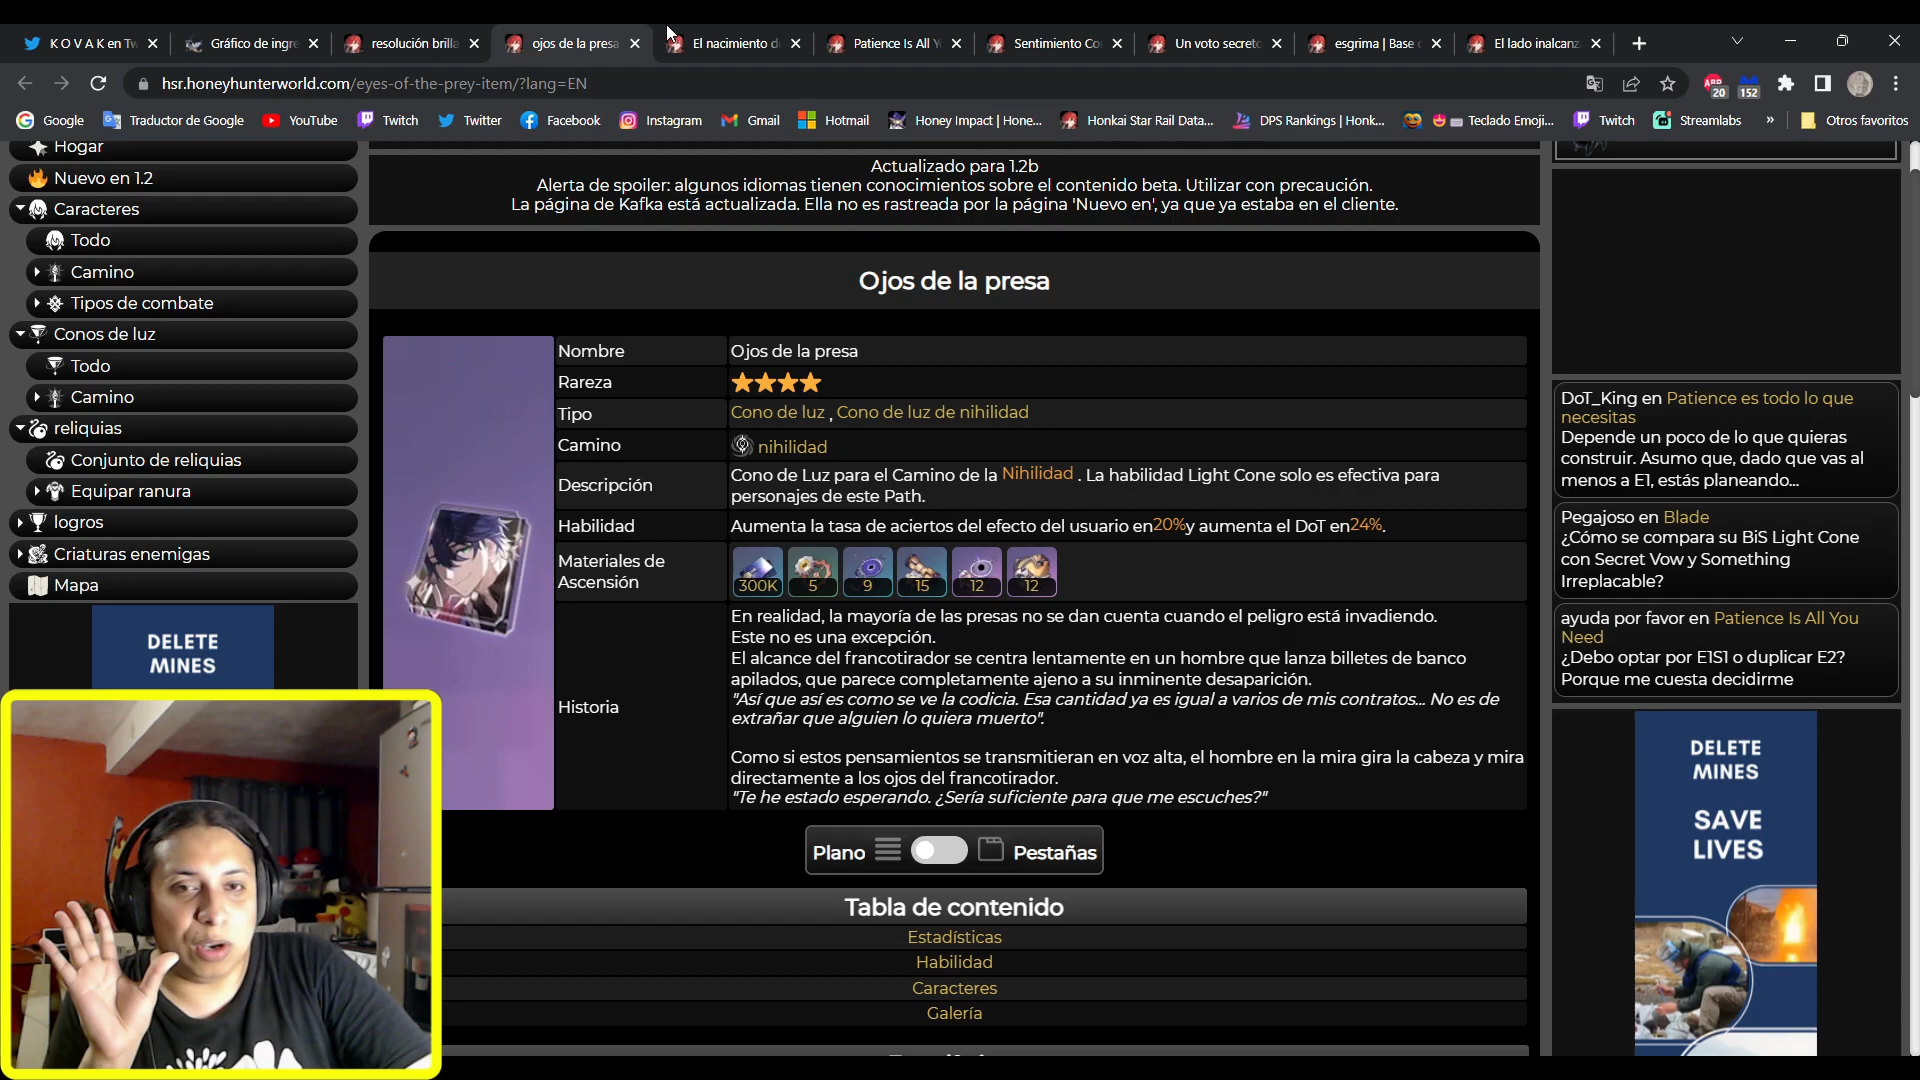 K O V A K en Tw
Gráfico de ingre
resolución brilla
ojos de la presa
El nacimiento d
Patience Is All Y
Sentimiento Co
Un voto secreto
esgrima | Base d
El lado inalcanz
hsr.honeyhunterworld.com/eyes-of-the-prey-item/?lang=EN
20
152
Google
Traductor de Google
YouTube
Twitch
Twitter
Facebook
Instagram
Gmail
Hotmail
Honey Impact | Hone...
Honkai Star Rail Data...
DPS Rankings | Honk...
Teclado Emoji...
Twitch
Streamlabs
»
Otros favoritos
Hogar
Nuevo en 1.2
Caracteres
Todo
Camino
Tipos de combate
Conos de luz
Todo
Camino
reliquias
Conjunto de reliquias
Equipar ranura
logros
Criaturas enemigas
Mapa
DELETE
MINES
Actualizado para 1.2b
Alerta de spoiler: algunos idiomas tienen conocimientos sobre el contenido beta. Utilizar con precaución.
La página de Kafka está actualizada. Ella no es rastreada por la página 'Nuevo en', ya que ya estaba en el cliente.
Ojos de la presa
Nombre
Ojos de la presa
Rareza
Tipo
Cono de luz , Cono de luz de nihilidad
Camino
nihilidad
Descripción
Cono de Luz para el Camino de la Nihilidad . La habilidad Light Cone solo es efectiva para
personajes de este Path.
Habilidad
Aumenta la tasa de aciertos del efecto del usuario en20%y aumenta el DoT en24%.
Materiales de
Ascensión
300K
5
9
15
12
12
Historia
En realidad, la mayoría de las presas no se dan cuenta cuando el peligro está invadiendo.
Este no es una excepción.
El alcance del francotirador se centra lentamente en un hombre que lanza billetes de banco
apilados, que parece completamente ajeno a su inminente desaparición.
"Así que así es como se ve la codicia. Esa cantidad ya es igual a varios de mis contratos... No es de
extrañar que alguien lo quiera muerto".
Como si estos pensamientos se transmitieran en voz alta, el hombre en la mira gira la cabeza y mira
directamente a los ojos del francotirador.
"Te he estado esperando. ¿Sería suficiente para que me escuches?"
Plano
Pestañas
Tabla de contenido
Estadísticas
Habilidad
Caracteres
Galería
DoT_King en Patience es todo lo que
necesitas
Depende un poco de lo que quieras
construir. Asumo que, dado que vas al
menos a E1, estás planeando...
Pegajoso en Blade
¿Cómo se compara su BiS Light Cone
con Secret Vow y Something
Irreplacable?
ayuda por favor en Patience Is All You
Need
¿Debo optar por E1S1 o duplicar E2?
Porque me cuesta decidirme
DELETE
MINES
SAVE
LIVES